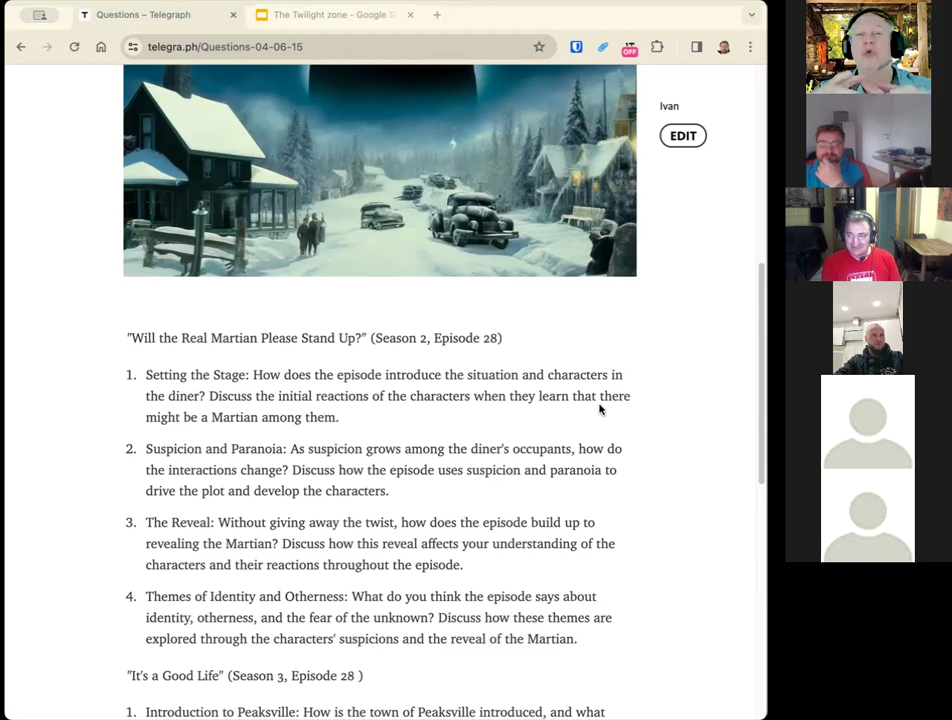 Questions – Telegraph
The Twilight zone - Google Sl
telegra.ph/Questions-04-06-15
OFF
Ivan
EDIT
"Will the Real Martian Please Stand Up?" (Season 2, Episode 28)
1. Setting the Stage: How does the episode introduce the situation and characters in
the diner? Discuss the initial reactions of the characters when they learn that there
might be a Martian among them.
2. Suspicion and Paranoia: As suspicion grows among the diner's occupants, how do
the interactions change? Discuss how the episode uses suspicion and paranoia to
drive the plot and develop the characters.
3. The Reveal: Without giving away the twist, how does the episode build up to
revealing the Martian? Discuss how this reveal affects your understanding of the
characters and their reactions throughout the episode.
4. Themes of Identity and Otherness: What do you think the episode says about
identity, otherness, and the fear of the unknown? Discuss how these themes are
explored through the characters' suspicions and the reveal of the Martian.
"It's a Good Life" (Season 3, Episode 28 )
1. Introduction to Peaksville: How is the town of Peaksville introduced, and what